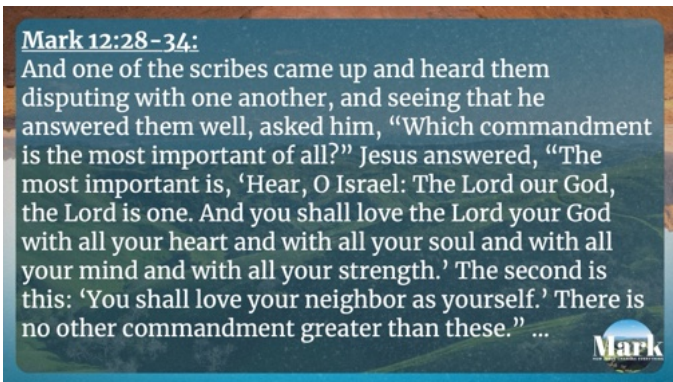 Mark 12:28-34:
And one of the scribes came up and heard them
disputing with one another, and seeing that he
answered them well, asked him, “Which commandment
is the most important of all?” Jesus answered, “The
most important is, ‘Hear, O Israel: The Lord our God,
the Lord is one. And you shall love the Lord your God
with all your heart and with all your soul and with all
your mind and with all your strength.’ The second is
this: ‘You shall love your neighbor as yourself.’ There is
no other commandment greater than these.” ...
Mark